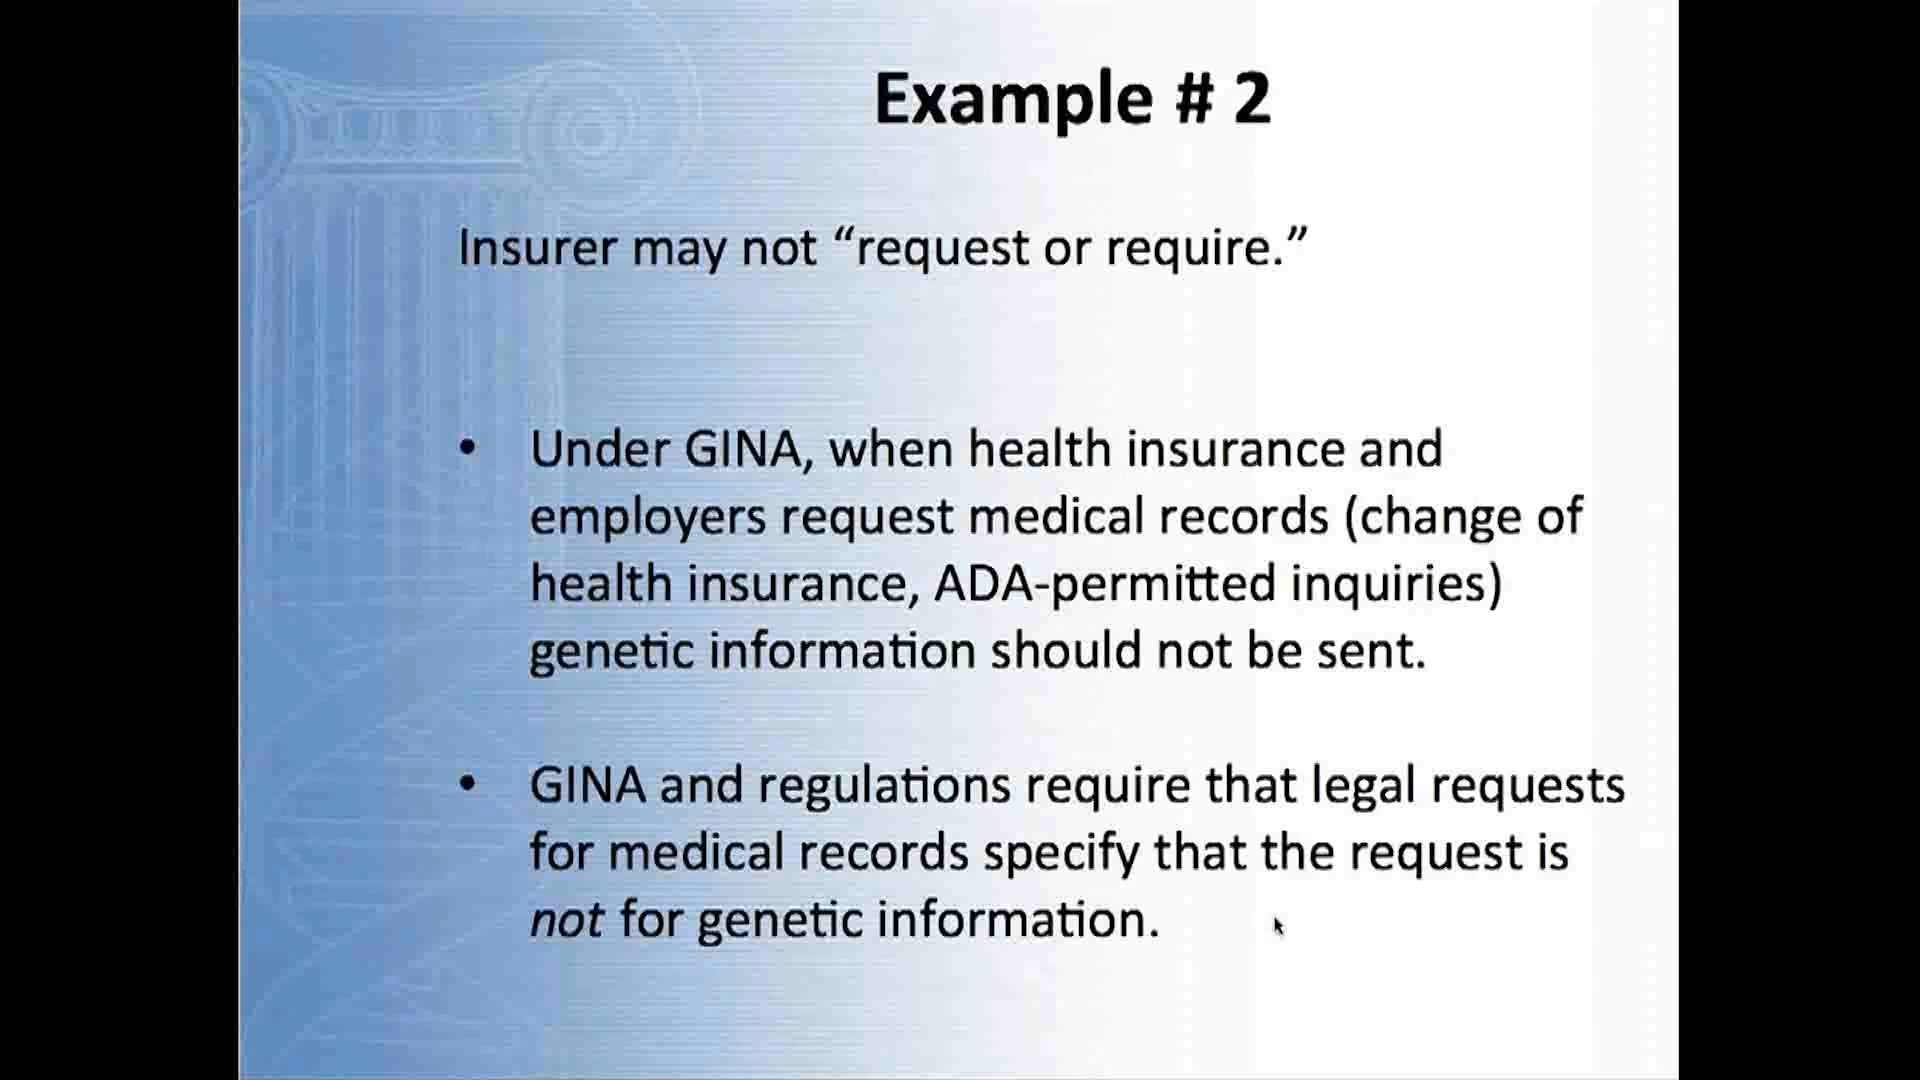 Example # 2
Insurer may not “request or require.”
• Under GINA, when health insurance and
employers request medical records (change of
health insurance, ADA-permitted inquiries)
genetic information should not be sent.
• GINA and regulations require that legal requests
for medical records specify that the request is
not for genetic information.